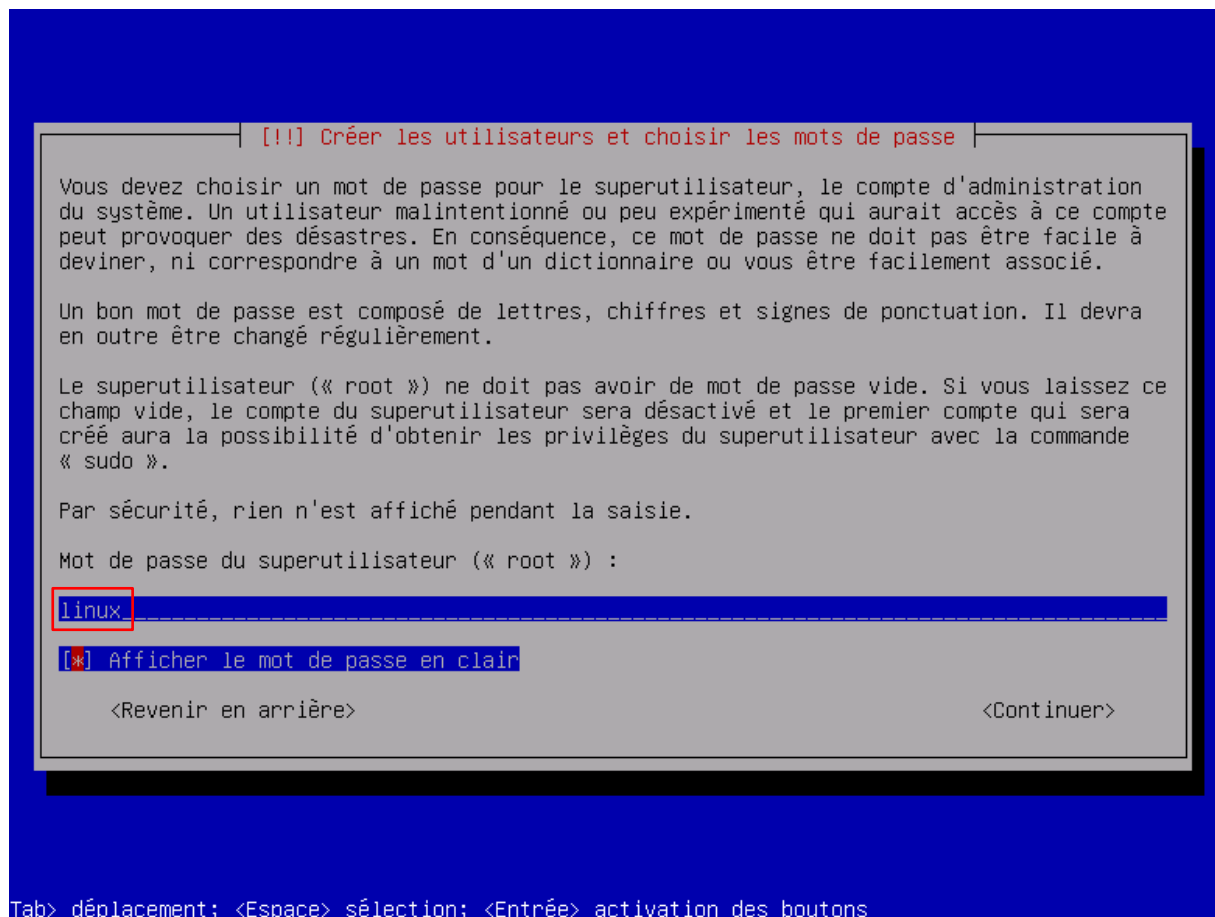 [!!] Créer les utilisateurs et choisir les mots de passe
Vous devez choisir un mot de passe pour le superutilisateur, le compte d'administration
du système. Un utilisateur malintentionné ou peu expérimenté qui aurait accès à ce compte
peut provoquer des désastres. En conséquence, ce mot de passe ne doit pas être facile à
deviner, ni correspondre à un mot d'un dictionnaire ou vous être facilement associé.
Un bon mot de passe est composé de lettres, chiffres et signes de ponctuation. Il devra
en outre être changé régulièrement.
Le superutilisateur (« root ») ne doit pas avoir de mot de passe vide. Si vous laissez ce
champ vide, le compte du superutilisateur sera désactivé et le premier compte qui sera
créé aura la possibilité d'obtenir les privilèges du superutilisateur avec la commande
« sudo ».
Par sécurité, rien n'est affiché pendant la saisie.
Mot de passe du superutilisateur (« root ») :
linux
[*] Afficher le mot de passe en clair
<Revenir en arrière> <Continuer>
Tab> déplacement; <Espace> sélection; <Entrée> activation des boutons